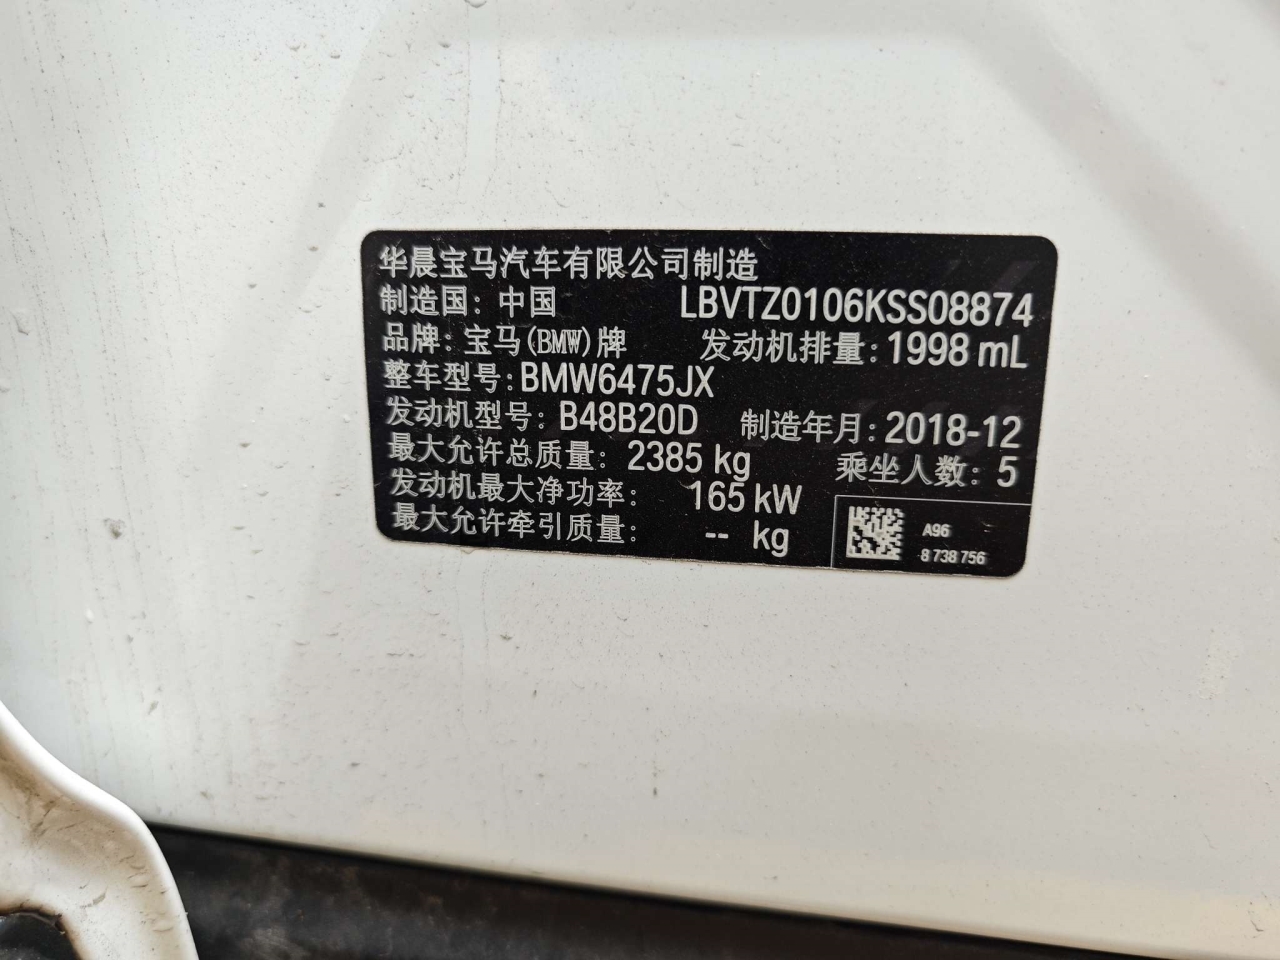 华晨宝马汽车有限公司制造
制造国：中国 LBVTZ0106KSS08874
品牌：宝马(BMW)牌 发动机排量：1998 mL
整车型号：BMW6475JX
发动机型号：B48B20D 制造年月：2018-12
最大允许总质量：2385 kg 乘坐人数：5
发动机最大净功率：165 kW
最大允许牵引质量：-- kg
A96
8 738 756